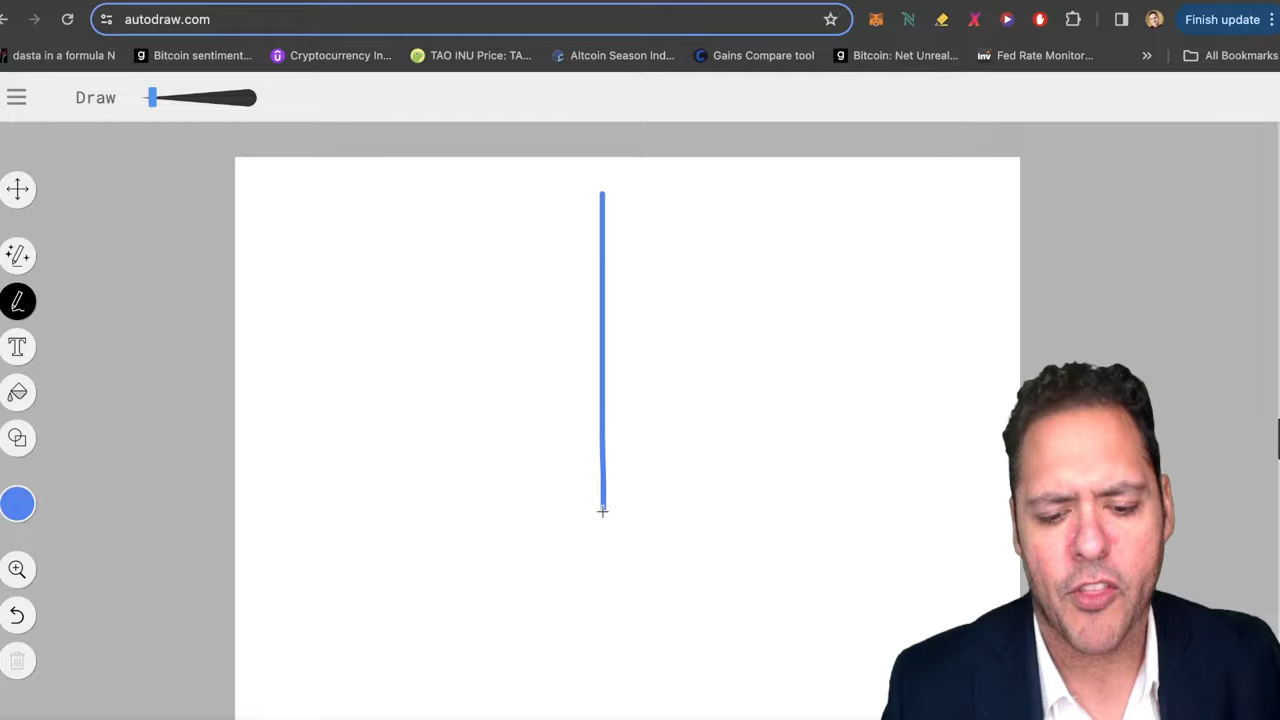 autodraw.com
Finish update
dasta in a formula N
Bitcoin sentiment...
Cryptocurrency In...
TAO INU Price: TA...
Altcoin Season Ind...
Gains Compare tool
Bitcoin: Net Unreal...
Inv Fed Rate Monitor...
All Bookmarks
Draw